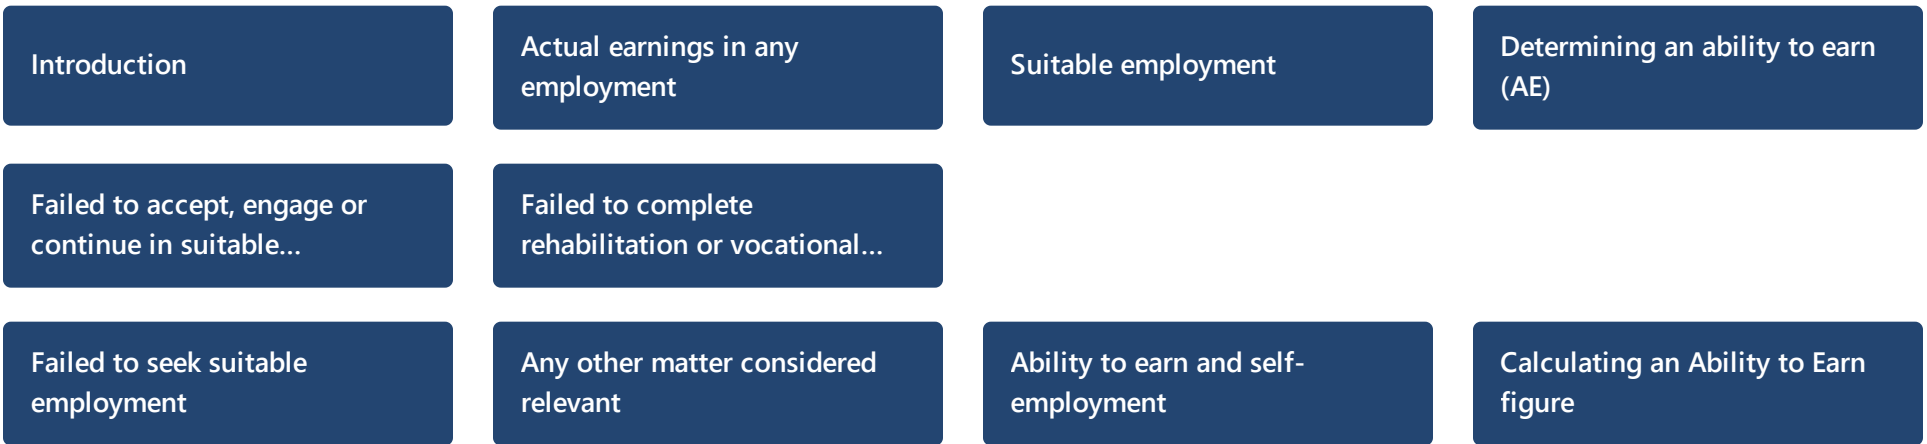 Introduction
Actual earnings in any
employment
Suitable employment
Determining an ability to earn
(AE)
Failed to accept, engage or
continue in suitable...
Failed to complete
rehabilitation or vocational...
Failed to seek suitable
employment
Any other matter considered
relevant
Ability to earn and self-
employment
Calculating an Ability to Earn
figure